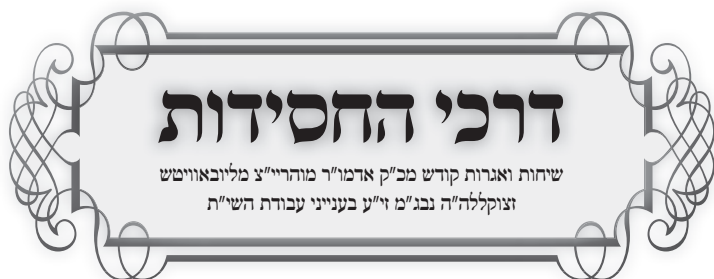 דרכי החסידות
שיחות ואגרות קודש מכ"ק אדמו"ר מוהריי"צ מליובאוויטש
זצוקללה"ה נבג"מ זי"ע בענייני עבודת השי"ת